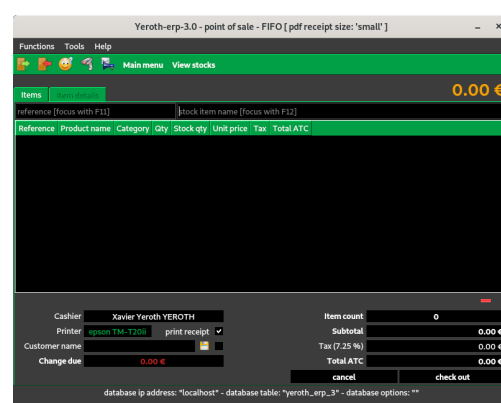 Yeroth-erp-3.0 - point of sale - FIFO [ pdf receipt size: 'small' ]
Functions Tools Help
Main menu View stocks
Items Item details 0.00 €
reference [focus with F11] stock item name [focus with F12]
Reference Product name Category Qty Stock qty Unit price Tax Total ATC
Cashier Xavier Yeroth YEROTH Item count 0
Printer epson TM-T20ii print receipt Subtotal 0.00 €
Customer name Tax (7.25 %) 0.00 €
Change due 0.00 € Total ATC 0.00 €
cancel check out
database ip address: "localhost" - database table: "yeroth_erp_3" - database options: ""